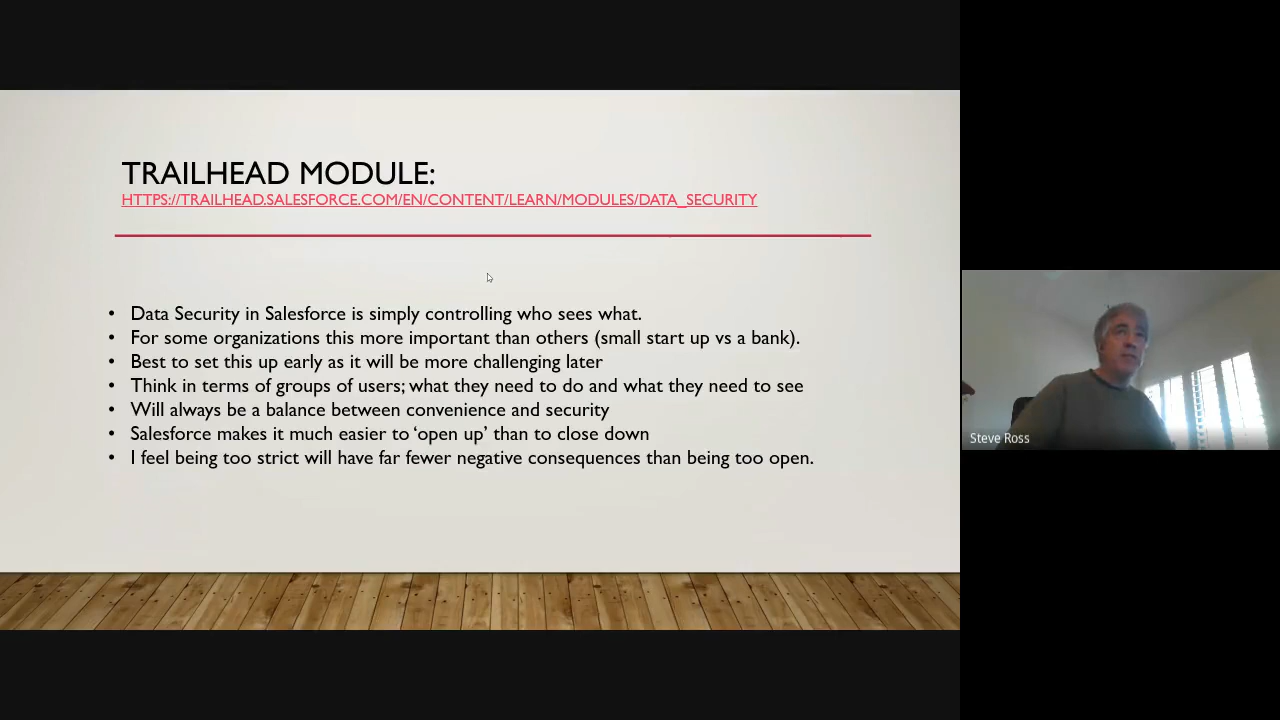 TRAILHEAD MODULE:
HTTPS://TRAILHEAD.SALESFORCE.COM/EN/CONTENT/LEARN/MODULES/DATA_SECURITY
• Data Security in Salesforce is simply controlling who sees what.
• For some organizations this more important than others (small start up vs a bank).
• Best to set this up early as it will be more challenging later
• Think in terms of groups of users; what they need to do and what they need to see
• Will always be a balance between convenience and security
• Salesforce makes it much easier to ‘open up’ than to close down
• I feel being too strict will have far fewer negative consequences than being too open.
Steve Ross